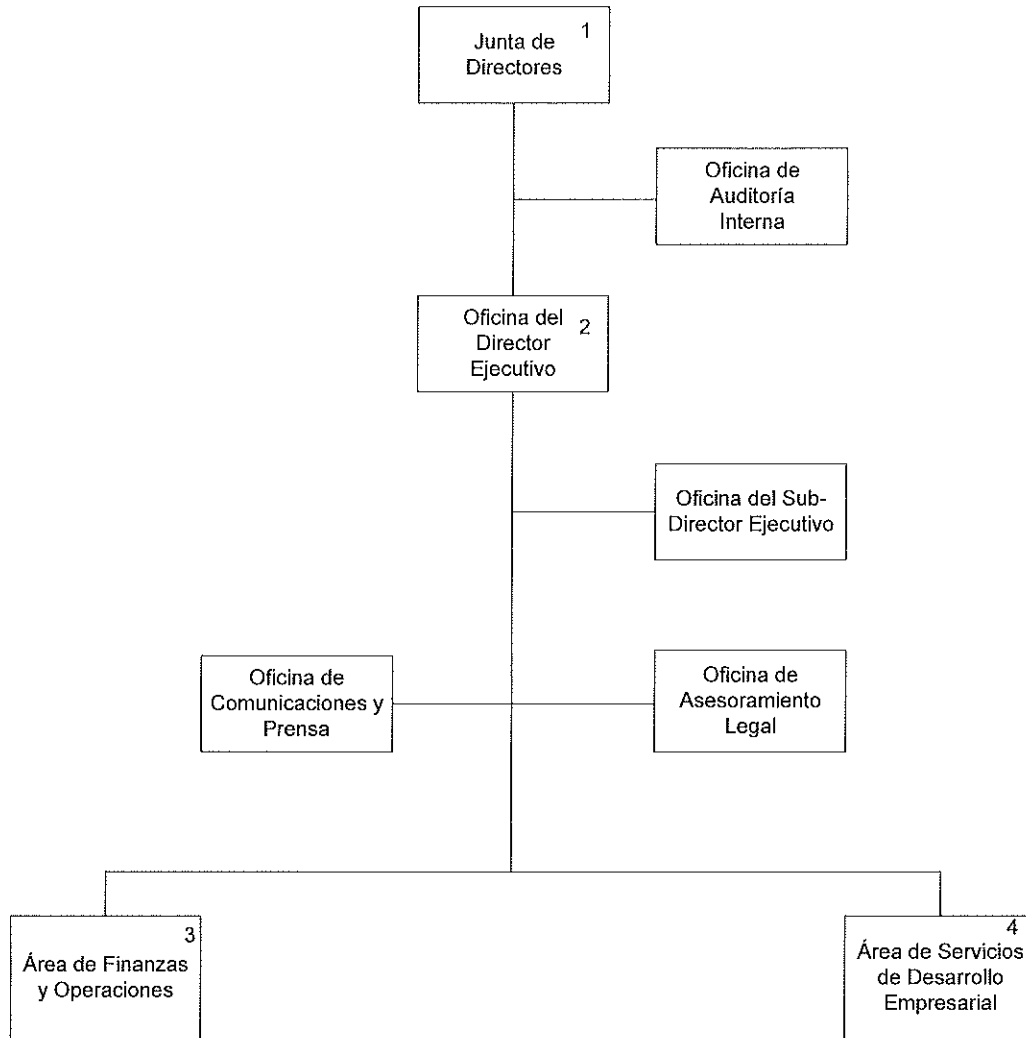 1
Junta de
Directores
Oficina de
Auditoría
Interna
Oficina del
Director
Ejecutivo
2
Oficina del Sub-
Director Ejecutivo
Oficina de
Comunicaciones y
Prensa
Oficina de
Asesoramiento
Legal
3
Área de Finanzas
y Operaciones
4
Área de Servicios
de Desarrollo
Empresarial